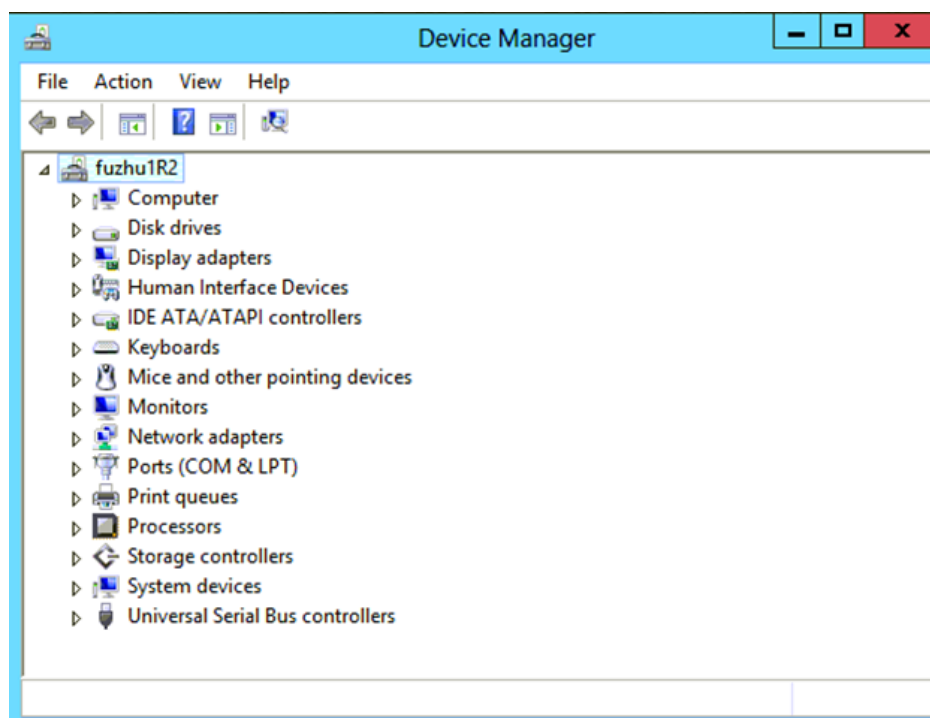 Device Manager
File Action View Help
fuzhu1R2
Computer
Disk drives
Display adapters
Human Interface Devices
IDE ATA/ATAPI controllers
Keyboards
Mice and other pointing devices
Monitors
Network adapters
Ports (COM & LPT)
Print queues
Processors
Storage controllers
System devices
Universal Serial Bus controllers